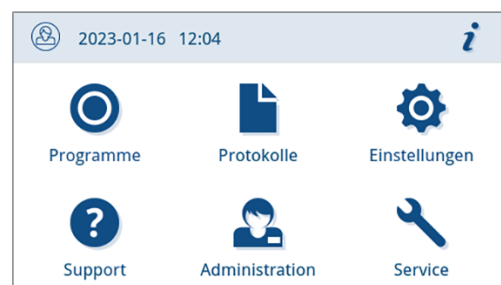 2023-01-16 12:04 i
Programme Protokolle Einstellungen
?
Support Administration Service